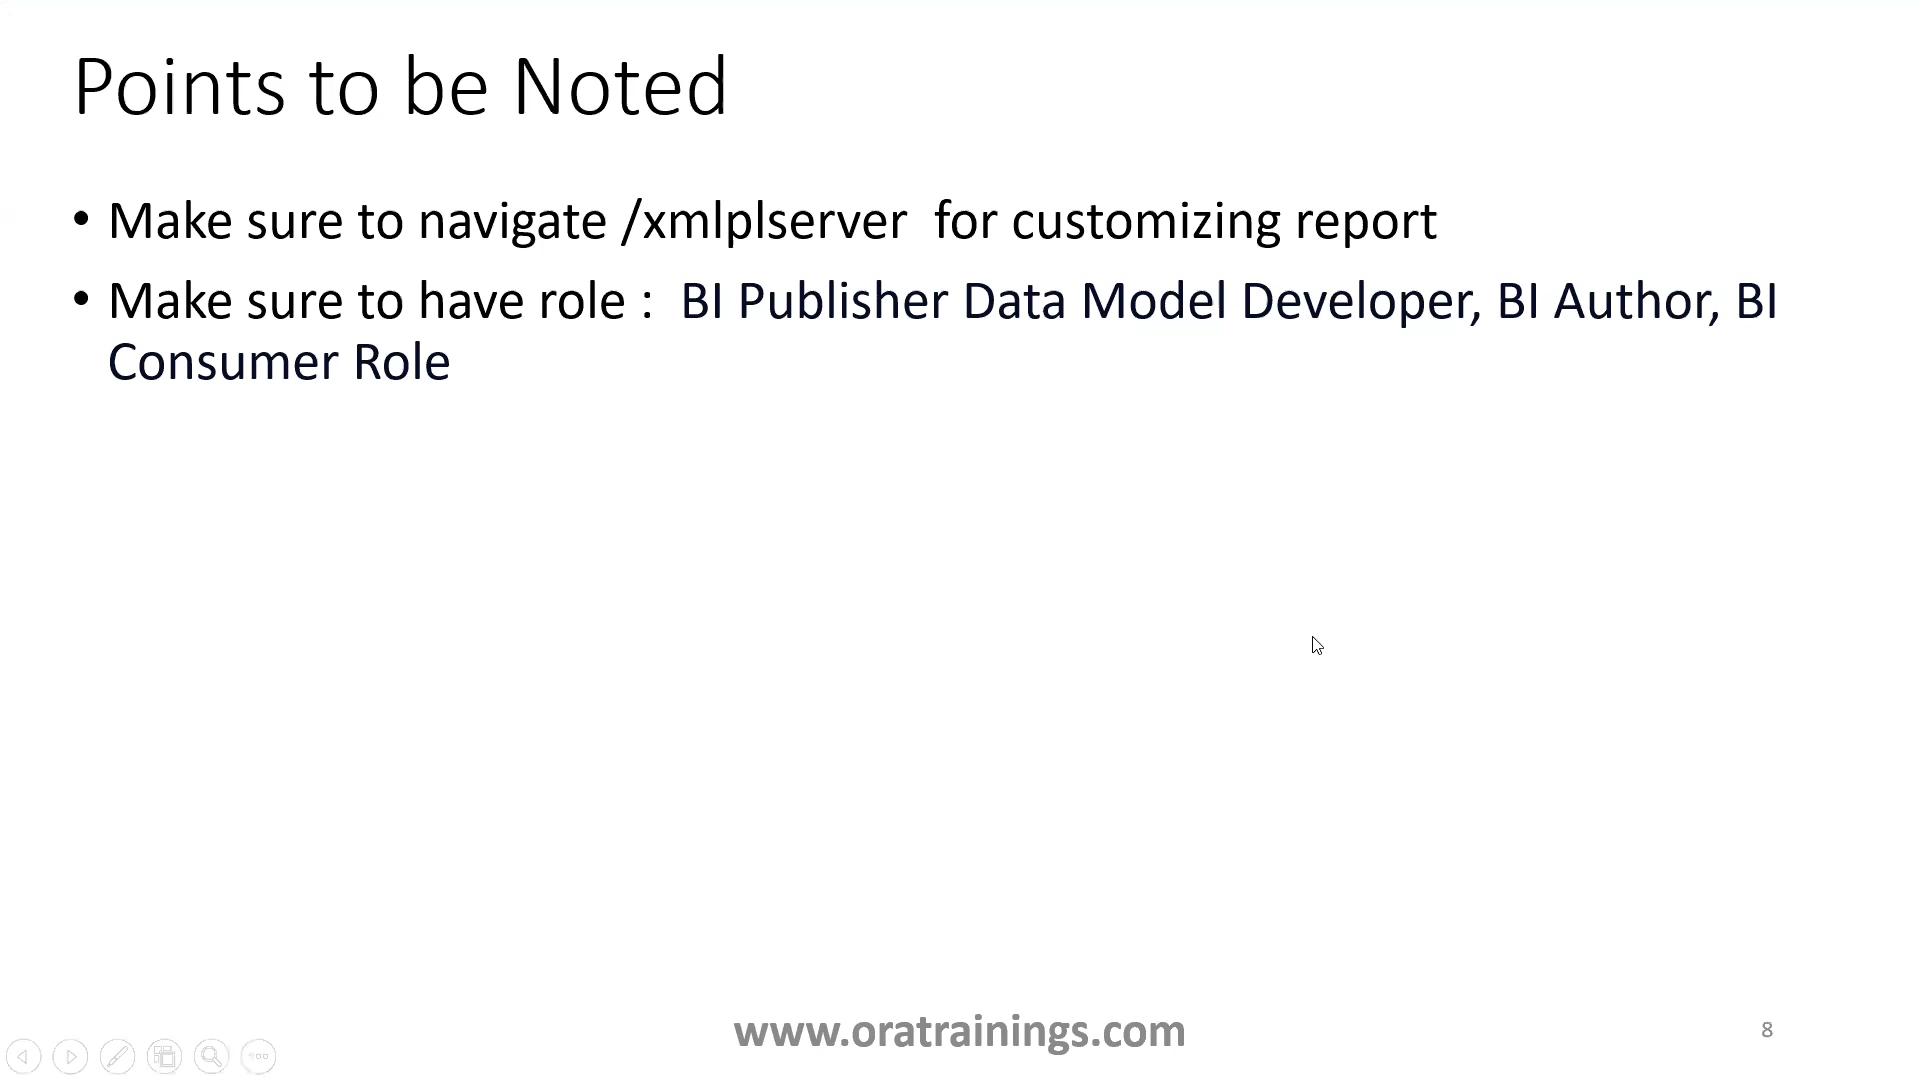 Points to be Noted
• Make sure to navigate /xmlplserver  for customizing report
• Make sure to have role :  BI Publisher Data Model Developer, BI Author, BI
Consumer Role
www.oratrainings.com
8